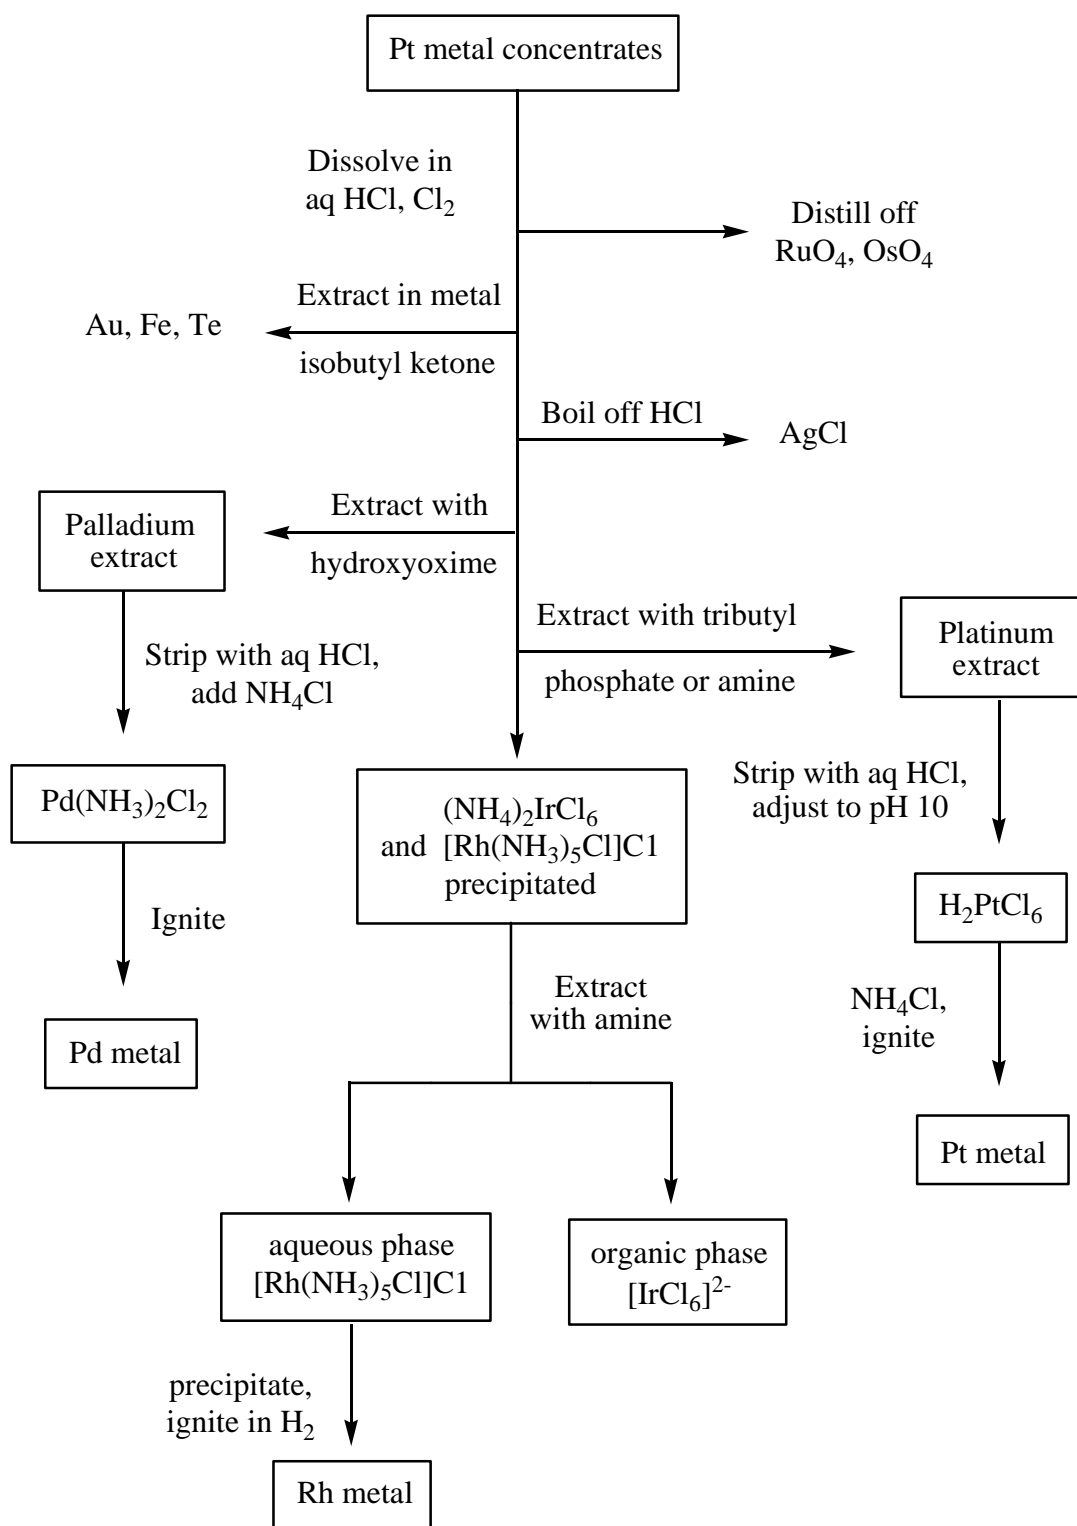 Pt metal concentrates
Dissolve in
aq HCl, Cl₂
Distill off
RuO₄, OsO₄
Extract in metal
Au, Fe, Te
isobutyl ketone
Boil off HCl
AgCl
Extract with
hydroxyoxime
Palladium
extract
Extract with tributyl
phosphate or amine
Platinum
extract
Strip with aq HCl,
add NH₄Cl
Pd(NH₃)₂Cl₂
(NH₄)₂IrCl₆
and [Rh(NH₃)₅Cl]C1
precipitated
Strip with aq HCl,
adjust to pH 10
H₂PtCl₆
Ignite
Extract
with amine
NH₄Cl,
ignite
Pd metal
Pt metal
aqueous phase
[Rh(NH₃)₅Cl]C1
organic phase
[IrCl₆]²⁻
precipitate,
ignite in H₂
Rh metal